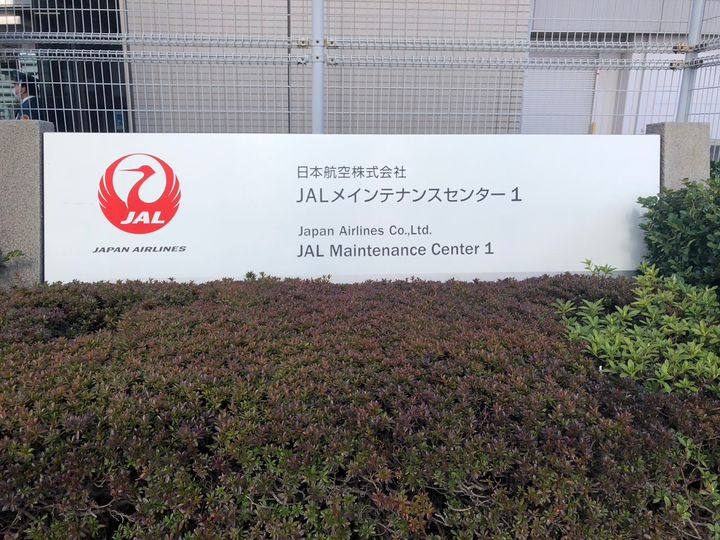 JAL
JAPAN AIRLINES
日本航空株式会社
JALメインテナンスセンター1
Japan Airlines Co.,Ltd.
JAL Maintenance Center 1